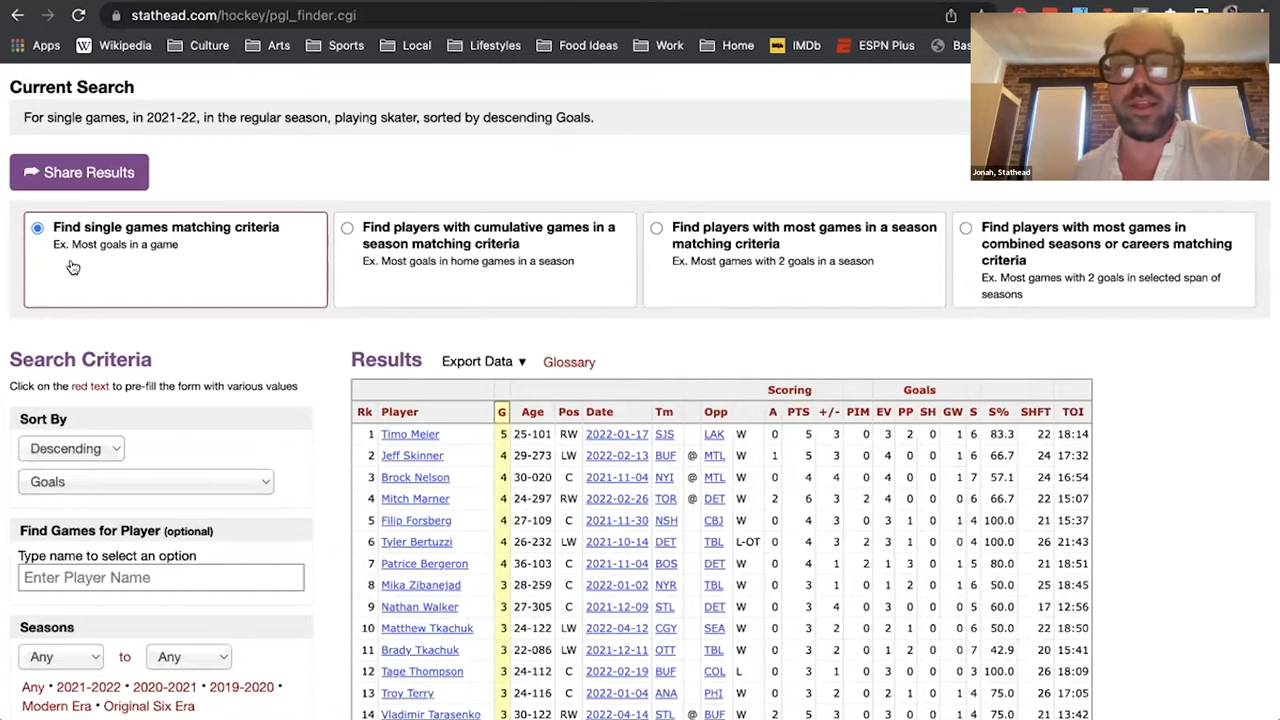 stathead.com/hockey/pgl_finder.cgi
Apps Wikipedia Culture Arts Sports Local Lifestyles Food Ideas Work Home IMDb ESPN Plus Bas
Current Search
For single games, in 2021-22, in the regular season, playing skater, sorted by descending Goals.
Jonah, Stathead
Share Results
Find single games matching criteria
Ex. Most goals in a game
Find players with cumulative games in a
season matching criteria
Ex. Most goals in home games in a season
Find players with most games in a season
matching criteria
Ex. Most games with 2 goals in a season
Find players with most games in
combined seasons or careers matching
criteria
Ex. Most games with 2 goals in selected span of
seasons
Search Criteria
Click on the red text to pre-fill the form with various values
Sort By
Descending
Goals
Find Games for Player (optional)
Type name to select an option
Enter Player Name
Seasons
Any to Any
Any • 2021-2022 • 2020-2021 • 2019-2020 •
Modern Era • Original Six Era
Results Export Data ▼ Glossary
Scoring Goals
Rk Player G Age Pos Date Tm Opp A PTS +/- PIM EV PP SH GW S S% SHFT TOI
1 Timo Meier 5 25-101 RW 2022-01-17 SJS LAK W 0 5 3 0 3 2 0 1 6 83.3 22 18:14
2 Jeff Skinner 4 29-273 LW 2022-02-13 BUF @ MTL W 1 5 3 0 4 0 0 1 6 66.7 24 17:32
3 Brock Nelson 4 30-020 C 2021-11-04 NYI @ MTL W 0 4 4 0 4 0 0 1 7 57.1 24 16:54
4 Mitch Marner 4 24-297 RW 2022-02-26 TOR @ DET W 2 6 3 2 4 0 0 0 6 66.7 22 15:07
5 Filip Forsberg 4 27-109 C 2021-11-30 NSH CBJ W 0 4 3 0 3 1 0 1 4 100.0 21 15:37
6 Tyler Bertuzzi 4 26-232 LW 2021-10-14 DET TBL L-OT 0 4 3 2 3 1 0 0 4 100.0 26 21:43
7 Patrice Bergeron 4 36-103 C 2021-11-04 BOS DET W 0 4 1 2 1 3 0 1 5 80.0 21 18:51
8 Mika Zibanejad 3 28-259 C 2022-01-02 NYR TBL W 0 3 1 0 1 2 0 1 6 50.0 25 18:45
9 Nathan Walker 3 27-305 C 2021-12-09 STL DET W 0 3 4 0 3 0 0 0 5 60.0 17 12:56
10 Matthew Tkachuk 3 24-122 LW 2022-04-12 CGY SEA W 0 3 2 0 2 1 0 0 6 50.0 22 18:50
11 Brady Tkachuk 3 22-086 LW 2021-12-11 OTT TBL W 0 3 2 0 2 1 0 0 7 42.9 20 15:41
12 Tage Thompson 3 24-112 C 2022-02-19 BUF COL L 0 3 1 0 3 0 0 0 3 100.0 26 18:09
13 Troy Terry 3 24-116 C 2022-01-04 ANA PHI W 0 3 2 0 2 1 0 1 4 75.0 26 17:05
14 Vladimir Tarasenko 3 30-122 RW 2022-04-14 STL @ BUF W 2 5 3 0 3 0 0 1 4 75.0 21 13:42